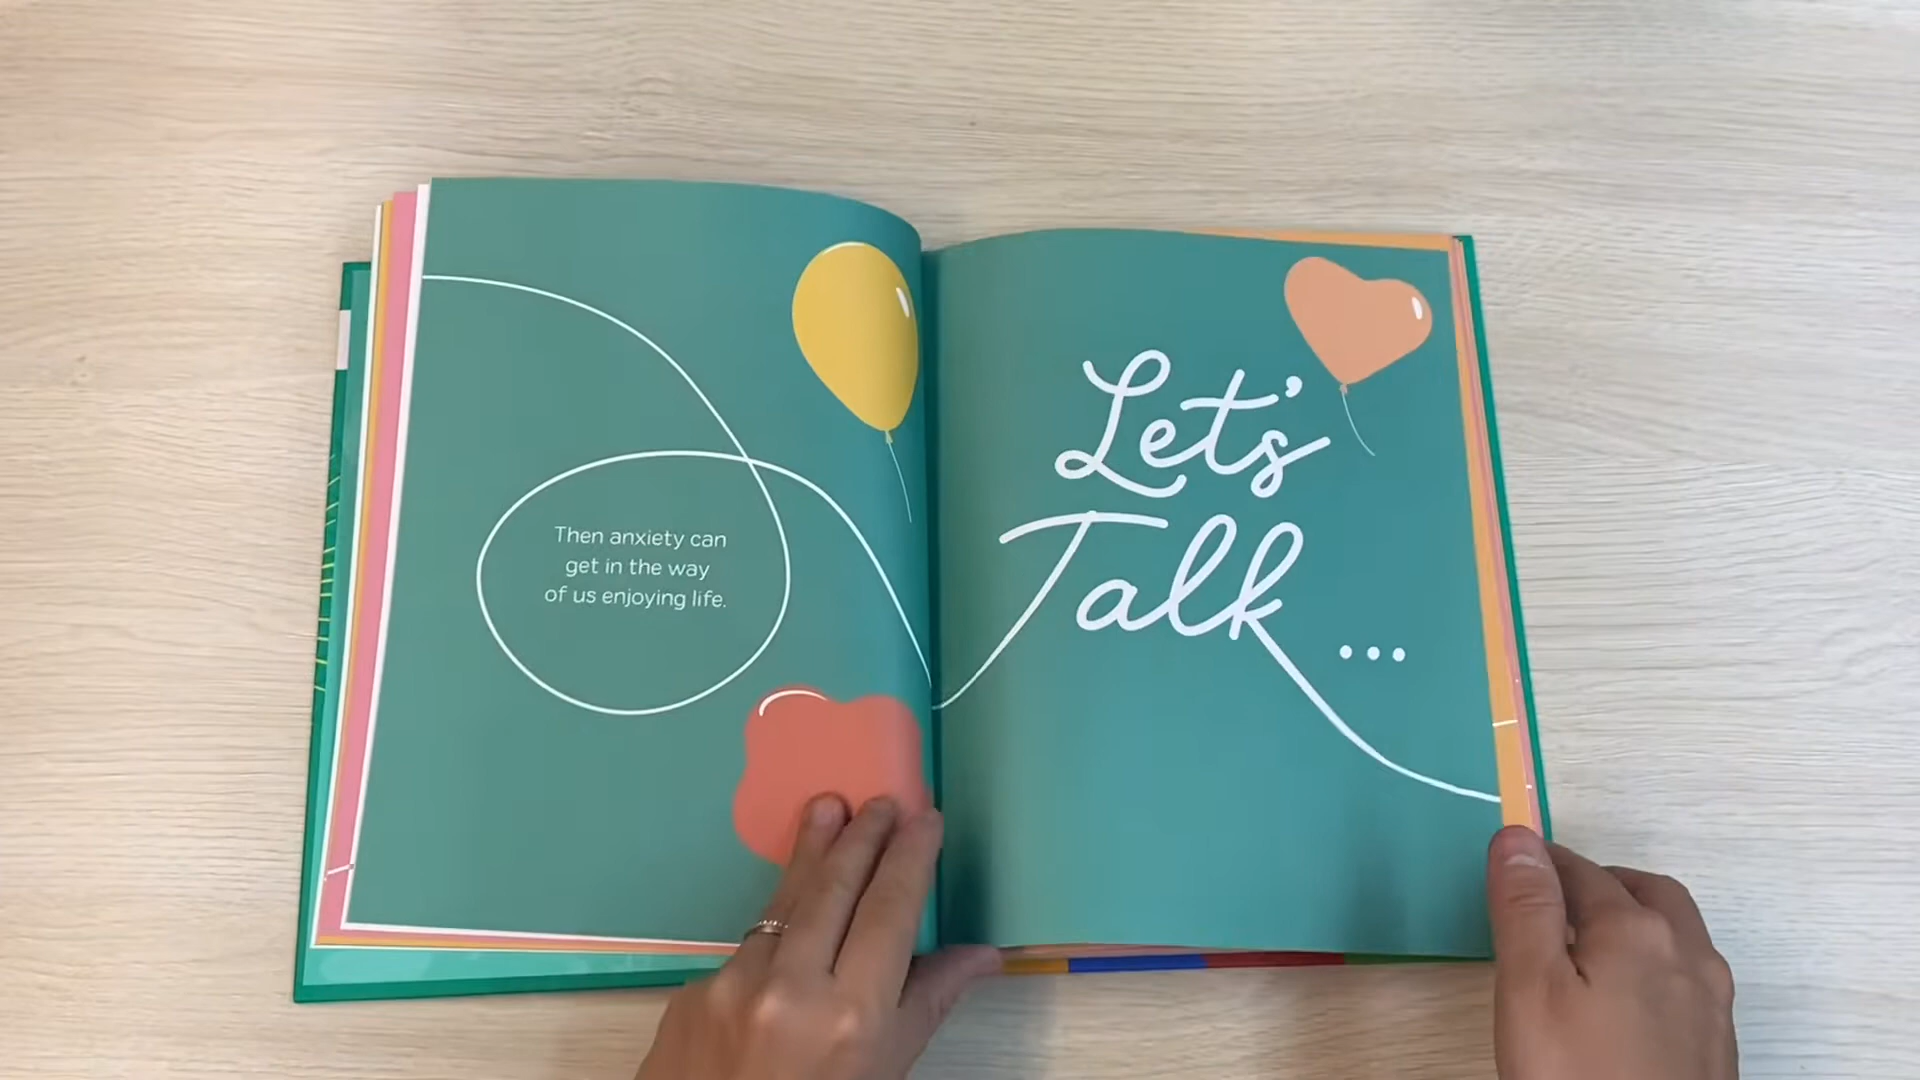 Then anxiety can
get in the way
of us enjoying life.
Let's
Talk ...